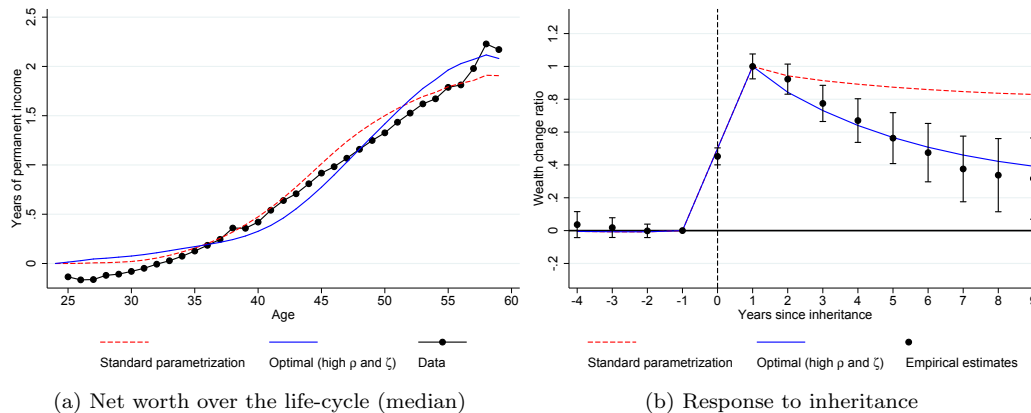 Years of permanent income
2.5
2
1.5
1
.5
0
25 30 35 40 45 50 55 60
Age
Standard parametrization Optimal (high ρ and ζ) Data
(a) Net worth over the life-cycle (median)
Wealth change ratio
1.2
1
.8
.6
.4
.2
0
-.2
-4 -3 -2 -1 0 1 2 3 4 5 6 7 8 9
Years since inheritance
Standard parametrization Optimal (high ρ and ζ) Empirical estimates
(b) Response to inheritance